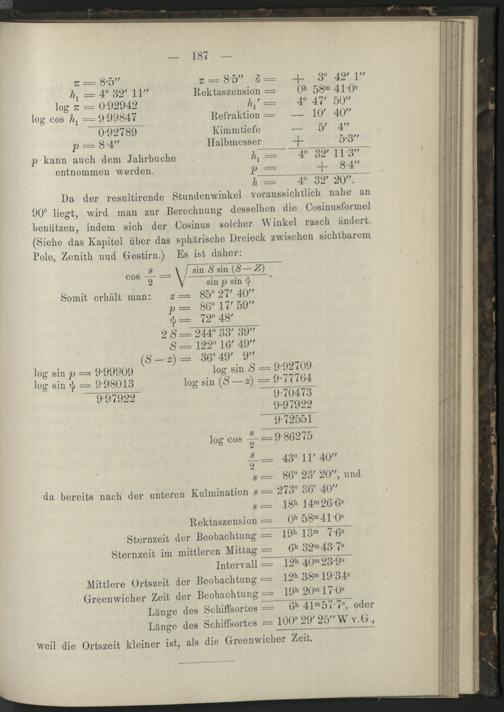 — 187 —
π = 8·5″
h₁ = 4° 32′ 11″
log π = 0·92942
log cos h₁ = 9·99847
0·92789
p = 8·4″
p kann auch dem Jahrbuche
entnommen werden.
π = 8·5″ δ = + 3° 42′ 1″
Rektaszension = 0ʰ 58ᵐ 41·0ˢ
h₁′ = 4° 47′ 50″
Refraktion = — 10′ 40″
Kimmtiefe — 5′ 4″
Halbmesser + 5·3″
h₁ = 4° 32′ 11·3″
p = + 8·4″
h = 4° 32′ 20″.
Da der resultirende Stundenwinkel voraussichtlich nahe an
90° liegt, wird man zur Berechnung desselben die Cosinusformel
benützen, indem sich der Cosinus solcher Winkel rasch ändert.
(Siehe das Kapitel über das sphärische Dreieck zwischen sichtbarem
Pole, Zenith und Gestirn.) Es ist daher:
cos s/2 = √ sin S sin (S—Z) / sin p sin ψ .
Somit erhält man: z = 85° 27′ 40″
p = 86° 17′ 59″
ψ = 72° 48′
2 S = 244° 33′ 39″
S = 122° 16′ 49″
(S — z) = 36° 49′ 9″
log sin p = 9·99909
log sin ψ = 9·98013
9·97922
log sin S = 9·92709
log sin (S — z) = 9·77764
9·70473
9·97922
9·72551
log cos s/2 = 9·86275
s/2 = 43° 11′ 40″
s = 86° 23′ 20″, und
da bereits nach der unteren Kulmination s = 273° 36′ 40″
s = 18ʰ 14ᵐ 26·6ˢ
Rektaszension = 0ʰ 58ᵐ 41·0ˢ
Sternzeit der Beobachtung = 19ʰ 13ᵐ 7·6ˢ
Sternzeit im mittleren Mittag = 6ʰ 32ᵐ 43·7ˢ
Intervall = 12ʰ 40ᵐ 23·9ˢ
Mittlere Ortszeit der Beobachtung = 12ʰ 38ᵐ 19·34ˢ
Greenwicher Zeit der Beobachtung = 19ʰ 20ᵐ 17·0ˢ
Länge des Schiffsortes = 6ʰ 41ᵐ 57·7ˢ, oder
Länge des Schiffsortes = 100° 29′ 25″ W v. G.,
weil die Ortszeit kleiner ist, als die Greenwicher Zeit.